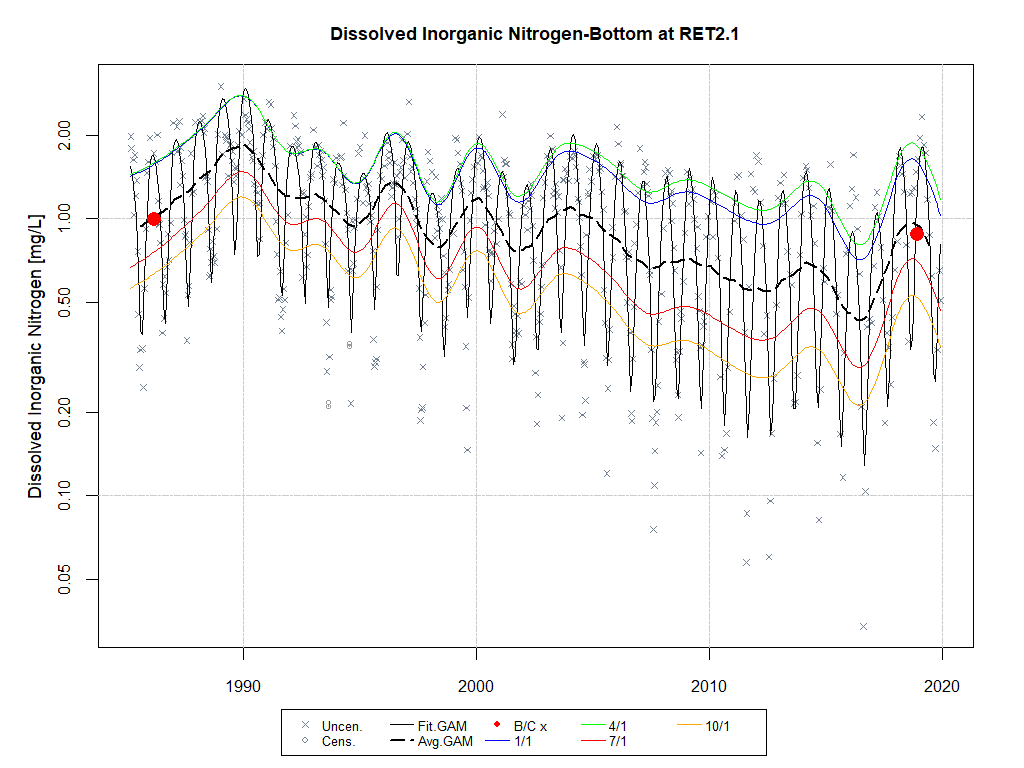 Dissolved Inorganic Nitrogen-Bottom at RET2.1
Dissolved Inorganic Nitrogen [mg/L]
2.00
1.00
0.50
0.20
0.10
0.05
1990 2000 2010 2020
Uncen. Fit.GAM B/C x 4/1 10/1
Cens. Avg.GAM 1/1 7/1